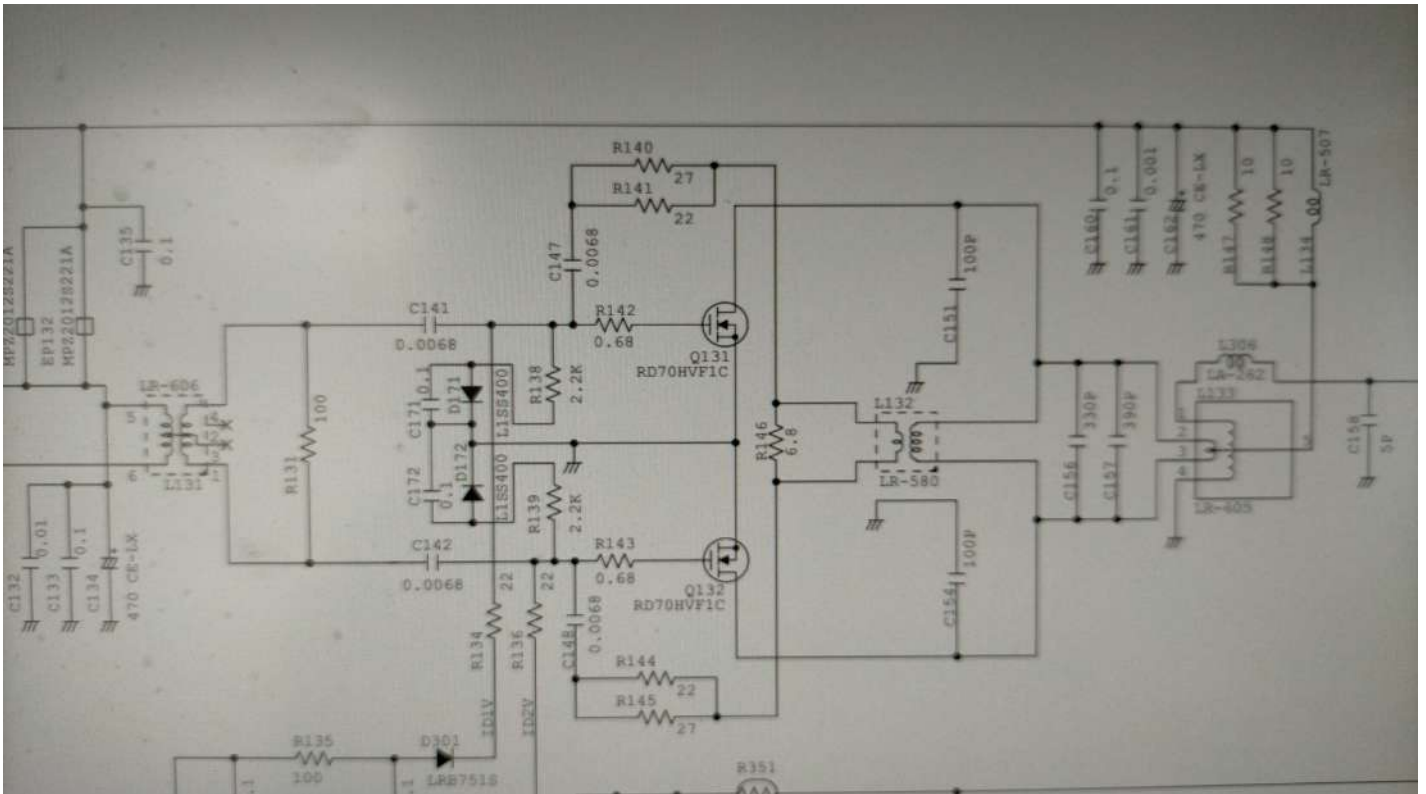 R140
27
R141
22
C147
0.0068
C135
0.1
MPZ2012S221A
EP132
MPZ2012S221A
LR-606
L131
R131
100
C141
0.0068
C171
0.1
D171
L1SS400
R138
2.2K
R142
0.68
Q131
RD70HVF1C
C172
0.1
D172
L1SS400
R139
2.2K
C142
0.0068
R143
0.68
Q132
RD70HVF1C
R146
6.8
L132
LR-580
C151
100P
C154
100P
C160
0.1
C161
0.001
C162
470 CE-LX
R147
10
R148
10
L134
LR-507
L306
LA-262
L133
LR-605
C156
330P
C157
390P
C158
5P
C132
0.01
C133
0.1
C134
470 CE-LX
R134
22
R136
22
C148
0.0068
R144
22
R145
27
ID1V
ID2V
R135
100
D301
LRB751S
R351